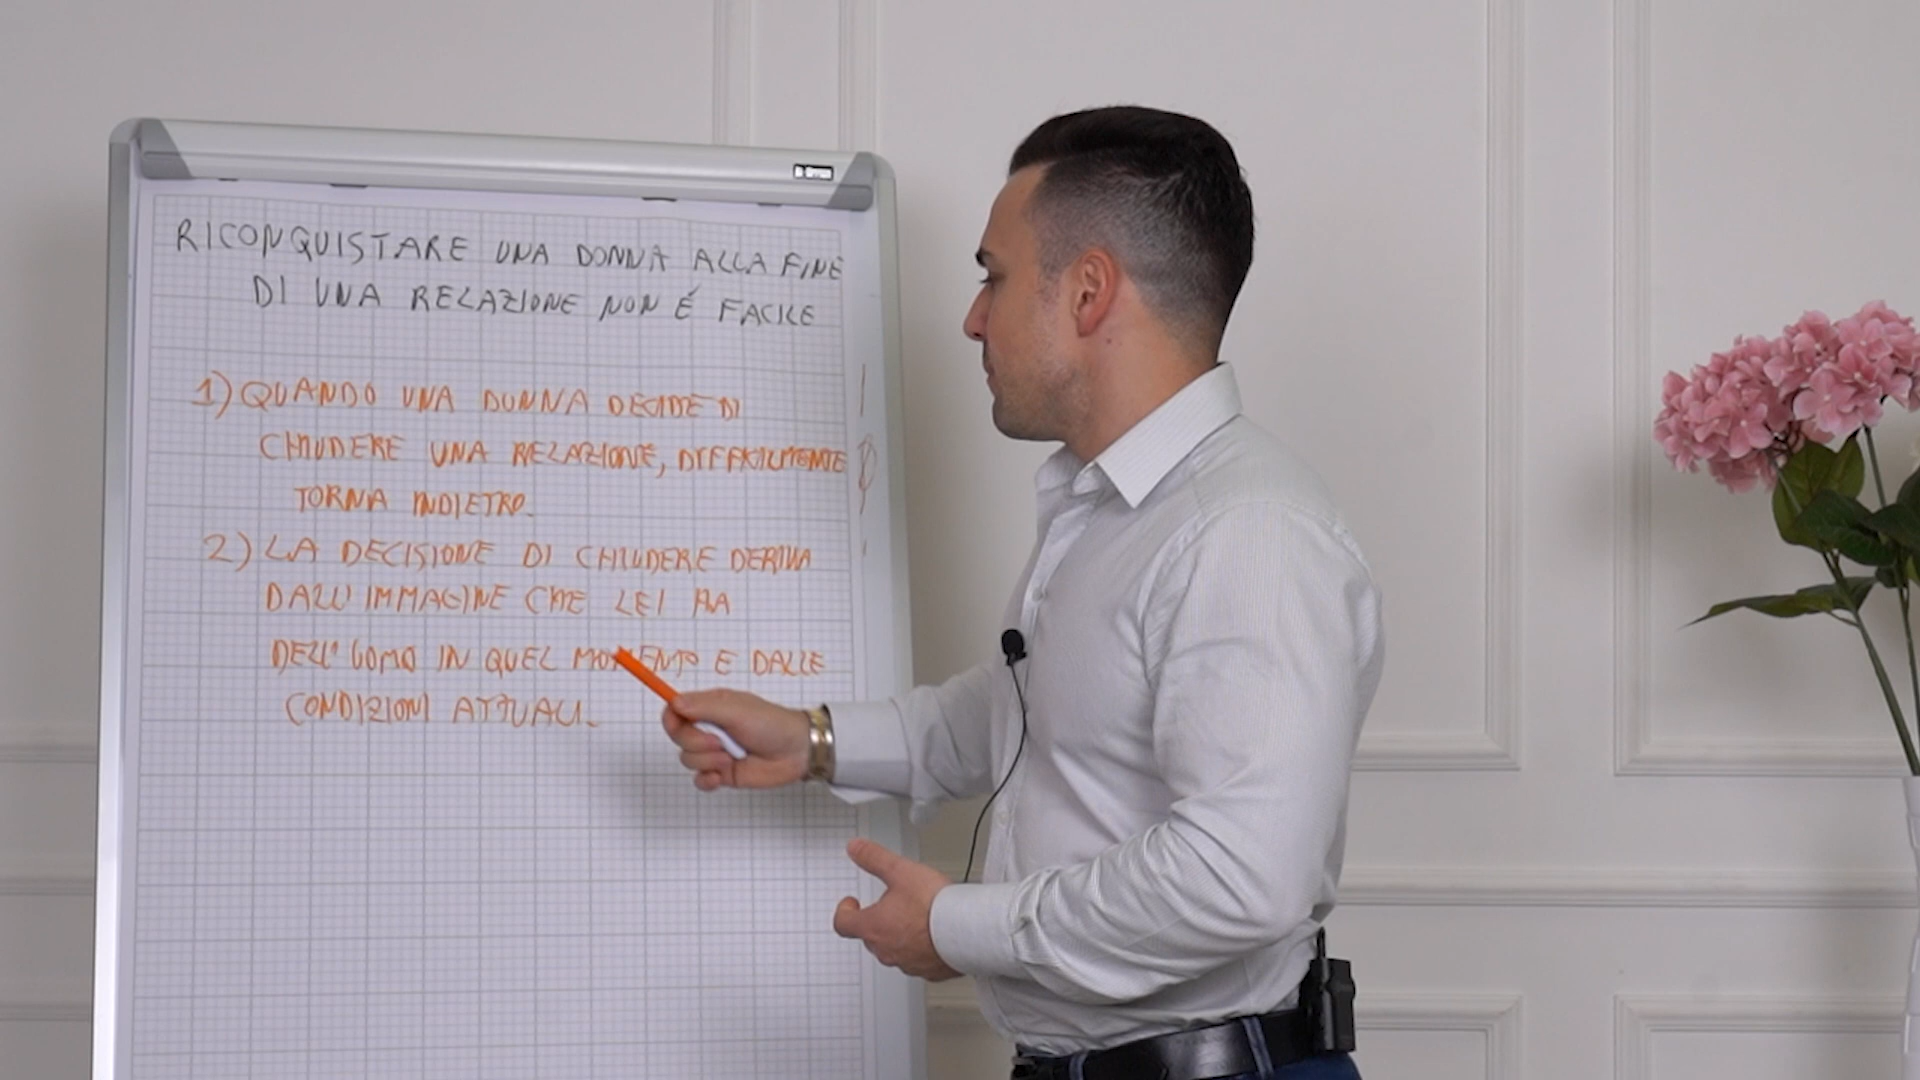 RICONQUISTARE UNA DONNA ALLA FINE
DI UNA RELAZIONE NON É FACILE
1) QUANDO UNA DONNA DECIDE DI
CHIUDERE UNA RELAZIONE, DIFFICILMENTE
TORNA INDIETRO.
2) LA DECISIONE DI CHIUDERE DERIVA
DALL'IMMAGINE CHE LEI HA
DELL'UOMO IN QUEL MOMENTO E DALLE
CONDIZIONI ATTUALI.